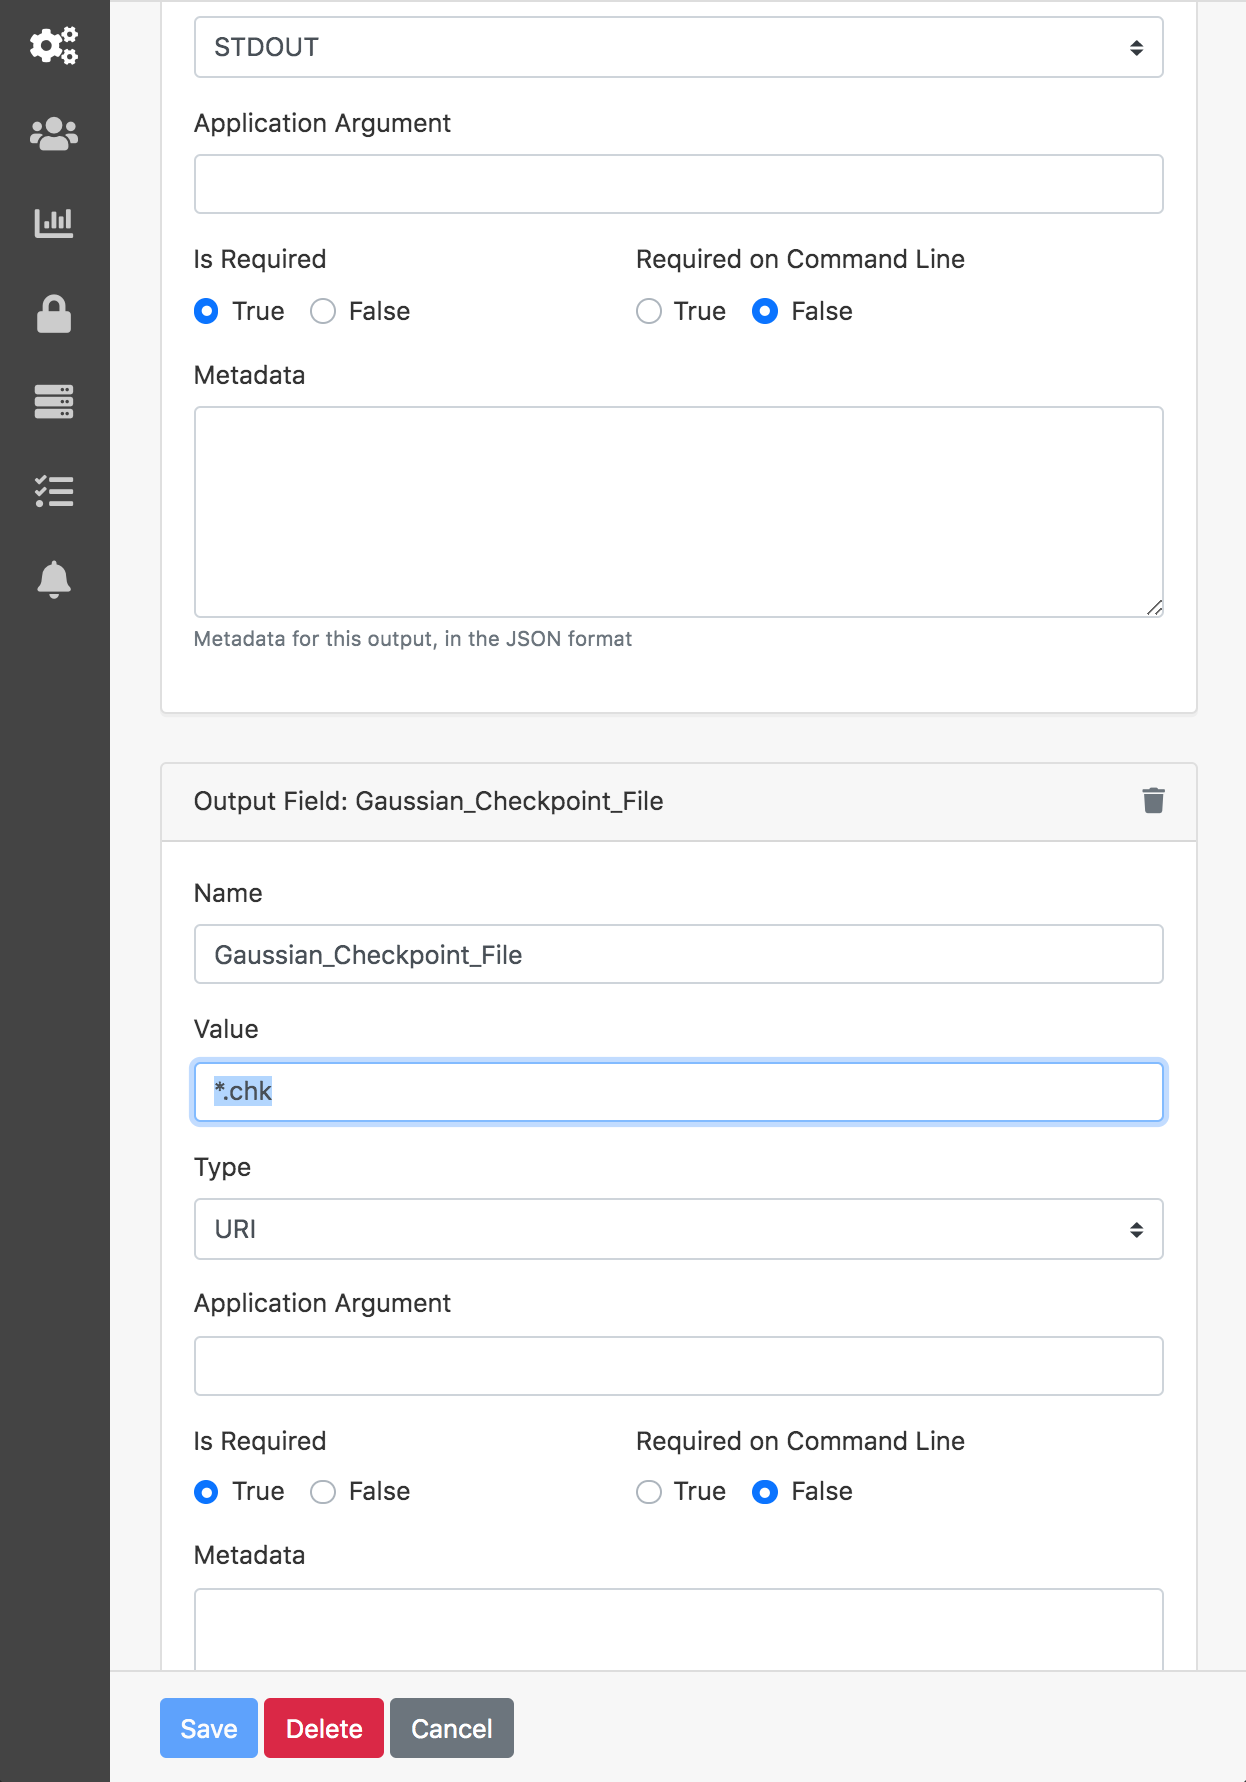 STDOUT
Application Argument
Is Required
Required on Command Line
True False
True False
Metadata
Metadata for this output, in the JSON format
Output Field: Gaussian_Checkpoint_File
Name
Gaussian_Checkpoint_File
Value
*.chk
Type
URI
Application Argument
Is Required
Required on Command Line
True False
True False
Metadata
Save Delete Cancel